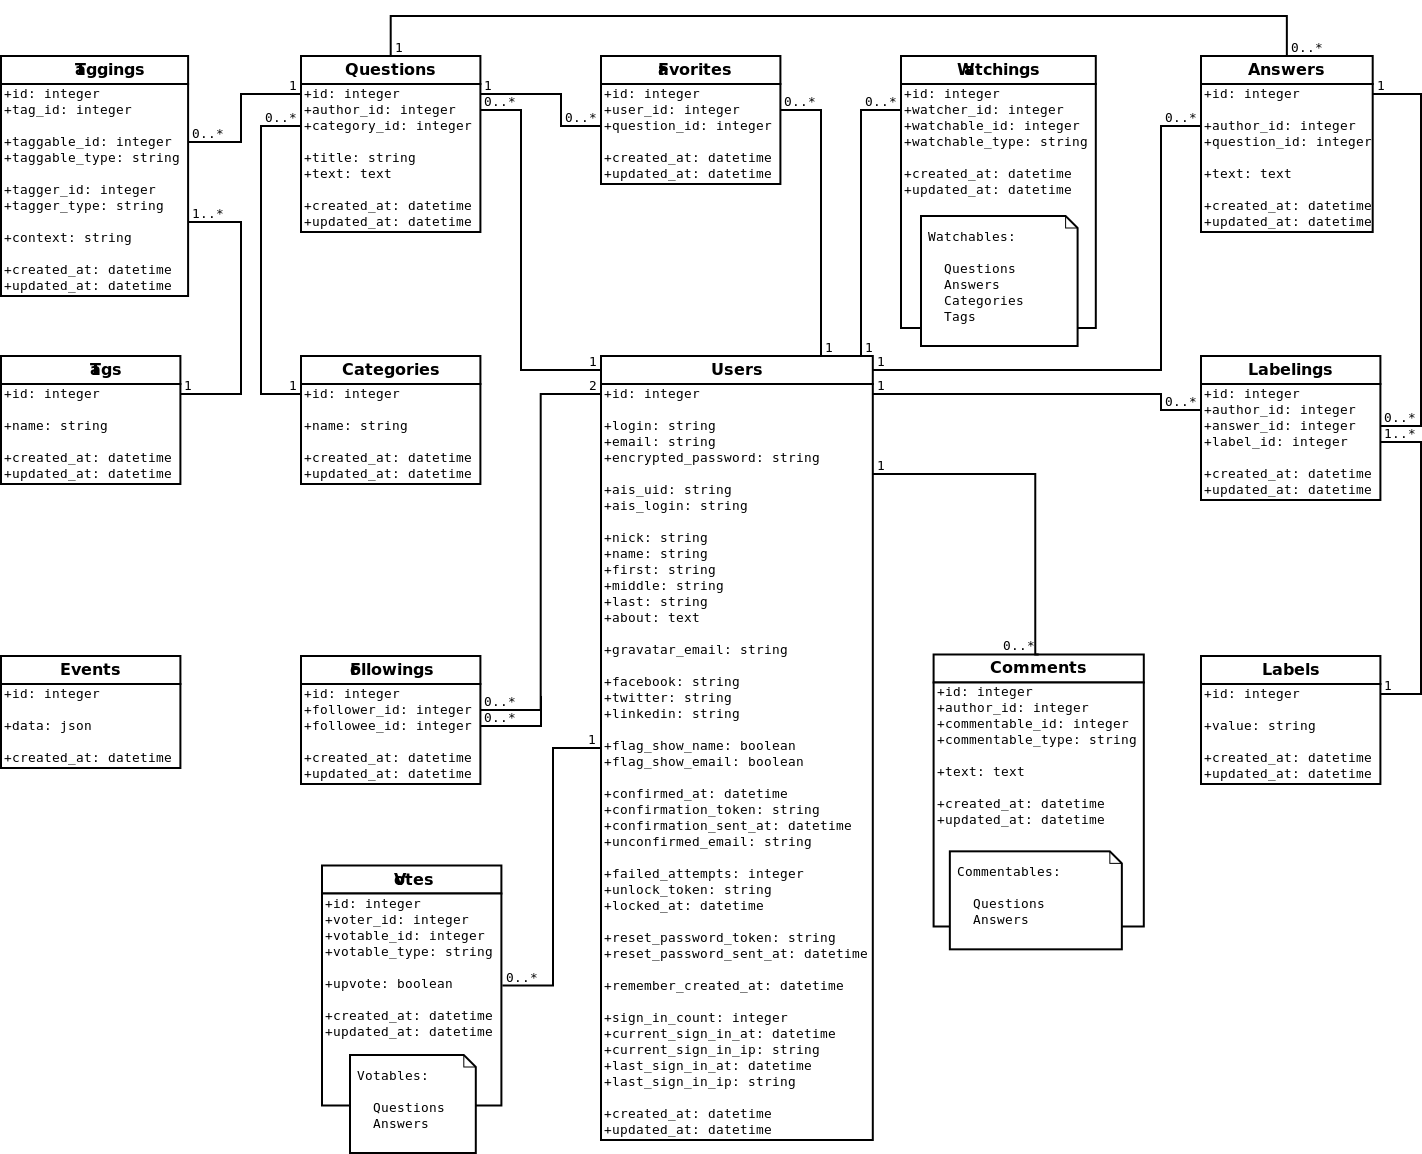 Taggings
+id: integer
+tag_id: integer
+taggable_id: integer
+taggable_type: string
+tagger_id: integer
+tagger_type: string
+context: string
+created_at: datetime
+updated_at: datetime
0..*
1..*
Questions
1
1
0..*
1
0..*
+id: integer
+author_id: integer
+category_id: integer
+title: string
+text: text
+created_at: datetime
+updated_at: datetime
Favorites
0..*
0..*
+id: integer
+user_id: integer
+question_id: integer
+created_at: datetime
+updated_at: datetime
Watchings
0..*
+id: integer
+watcher_id: integer
+watchable_id: integer
+watchable_type: string
+created_at: datetime
+updated_at: datetime
Watchables:
Questions
Answers
Categories
Tags
Answers
0..*
1
0..*
+id: integer
+author_id: integer
+question_id: integer
+text: text
+created_at: datetime
+updated_at: datetime
Tags
1
+id: integer
+name: string
+created_at: datetime
+updated_at: datetime
Categories
1
+id: integer
+name: string
+created_at: datetime
+updated_at: datetime
Users
1
1
1
1
2
1
1
1
+id: integer
+login: string
+email: string
+encrypted_password: string
+ais_uid: string
+ais_login: string
+nick: string
+name: string
+first: string
+middle: string
+last: string
+about: text
+gravatar_email: string
+facebook: string
+twitter: string
+linkedin: string
+flag_show_name: boolean
+flag_show_email: boolean
+confirmed_at: datetime
+confirmation_token: string
+confirmation_sent_at: datetime
+unconfirmed_email: string
+failed_attempts: integer
+unlock_token: string
+locked_at: datetime
+reset_password_token: string
+reset_password_sent_at: datetime
+remember_created_at: datetime
+sign_in_count: integer
+current_sign_in_at: datetime
+current_sign_in_ip: string
+last_sign_in_at: datetime
+last_sign_in_ip: string
+created_at: datetime
+updated_at: datetime
Labelings
0..*
0..*
1..*
+id: integer
+author_id: integer
+answer_id: integer
+label_id: integer
+created_at: datetime
+updated_at: datetime
Events
+id: integer
+data: json
+created_at: datetime
Followings
0..*
0..*
+id: integer
+follower_id: integer
+followee_id: integer
+created_at: datetime
+updated_at: datetime
Comments
0..*
+id: integer
+author_id: integer
+commentable_id: integer
+commentable_type: string
+text: text
+created_at: datetime
+updated_at: datetime
Commentables:
Questions
Answers
Labels
1
+id: integer
+value: string
+created_at: datetime
+updated_at: datetime
Votes
0..*
+id: integer
+voter_id: integer
+votable_id: integer
+votable_type: string
+upvote: boolean
+created_at: datetime
+updated_at: datetime
Votables:
Questions
Answers